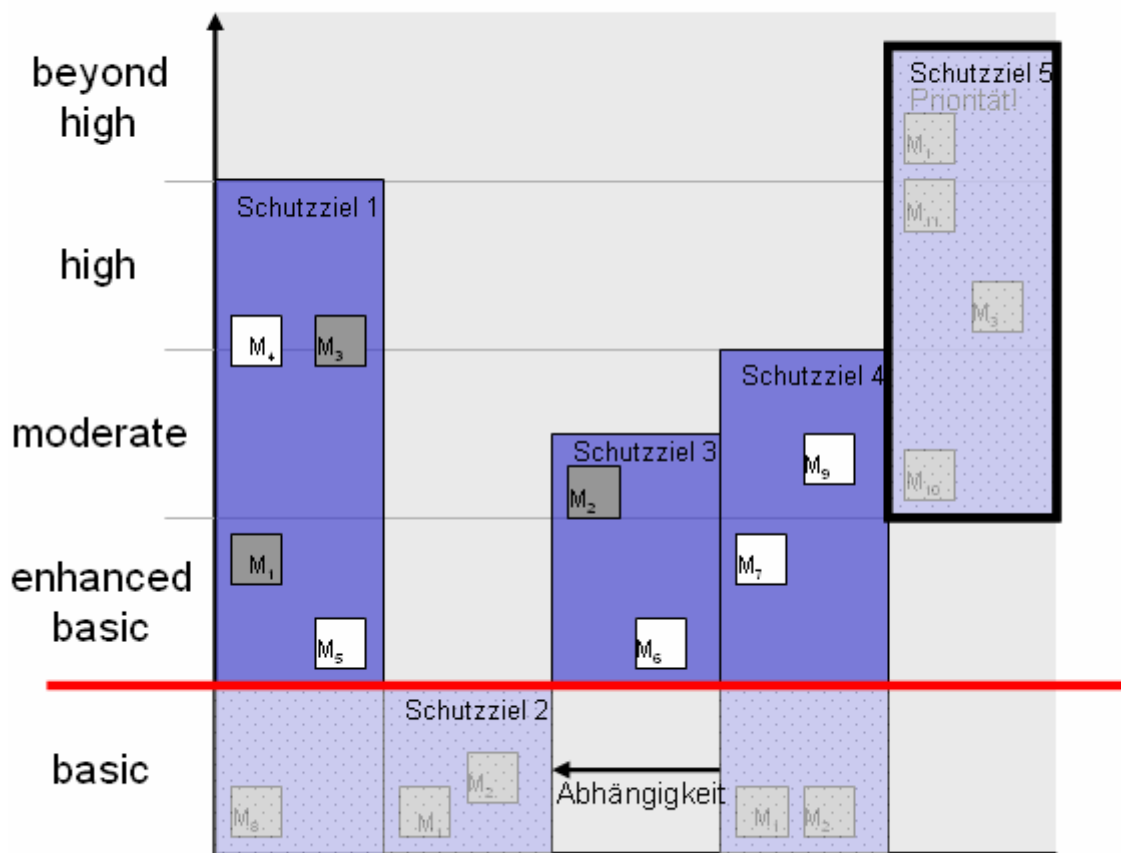 beyond
high
Schutzziel 5
Priorität!
M₁
Schutzziel 1
M₁₁
high
M₃
M₄
M₃
Schutzziel 4
moderate
Schutzziel 3
M₉
M₂
M₁₀
enhanced
basic
M₁
M₇
M₅
M₆
Schutzziel 2
basic
M₂
Abhängigkeit
M₈
M₁
M₁
M₂